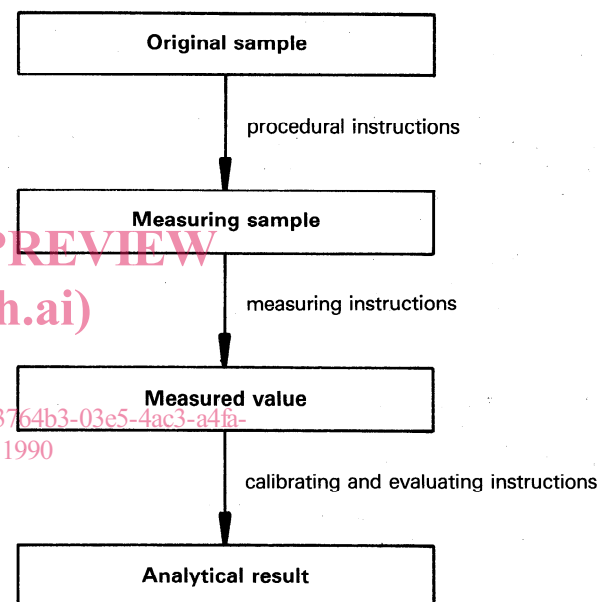 Original sample
procedural instructions
Measuring sample
PREVIEW
h.ai)
measuring instructions
Measured value
3764b3-03e5-4ac3-a4fa-
1990
calibrating and evaluating instructions
Analytical result